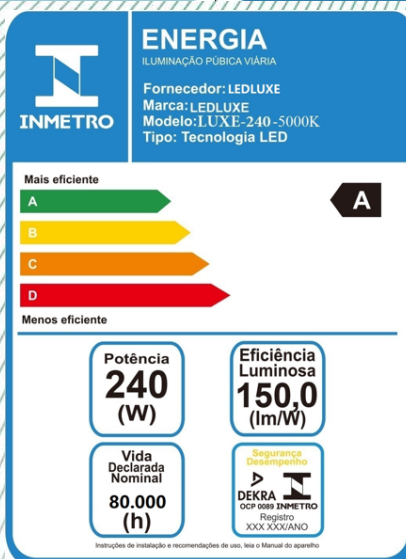 ENERGIA
ILUMINAÇÃO PÚBICA VIÁRIA
INMETRO
Fornecedor: LEDLUXE
Marca: LEDLUXE
Modelo: LUXE-240-5000K
Tipo: Tecnologia LED
Mais eficiente
A
A
B
C
D
Menos eficiente
Potência
240
(W)
Eficiência
Luminosa
150,0
(lm/W)
Vida
Declarada
Nominal
80.000
(h)
Segurança
Desempenho
DEKRA
OCP 0089 INMETRO
Registro
XXX XXX/ANO
Instruções de instalação e recomendações de uso, leia o Manual do aparelho